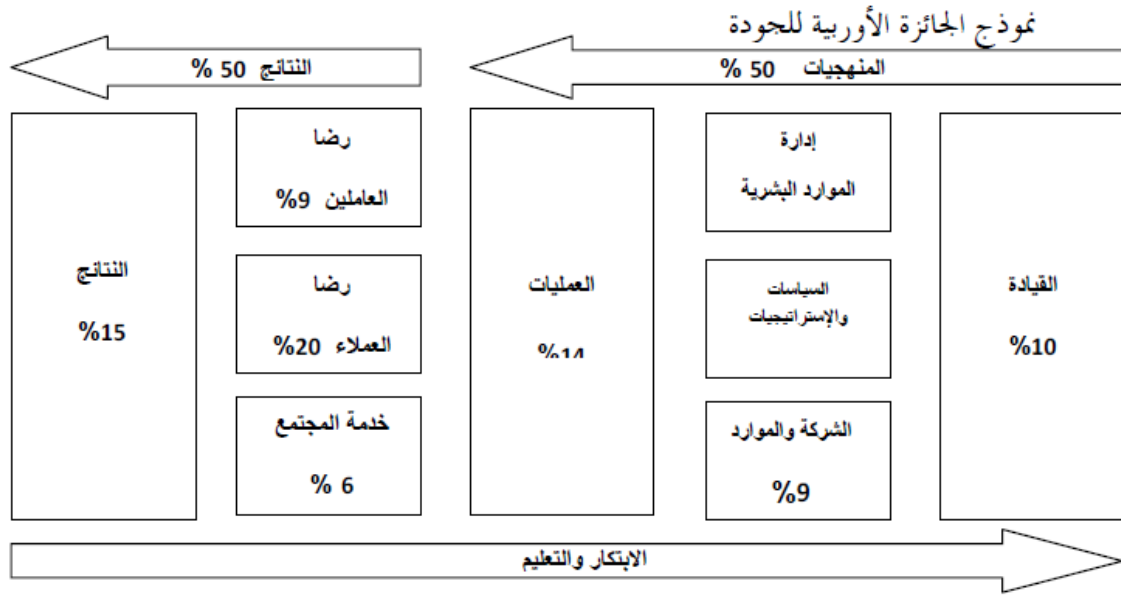 نموذج الجائزة الأوربية للجودة
المنهجيات 50 %
النتائج 50 %
القيادة
%10
إدارة
الموارد البشرية
السياسات
والإستراتيجيات
الشركة والموارد
%9
العمليات
%14
رضا
العاملين 9%
رضا
العملاء 20%
خدمة المجتمع
6 %
النتائج
%15
الابتكار والتعليم